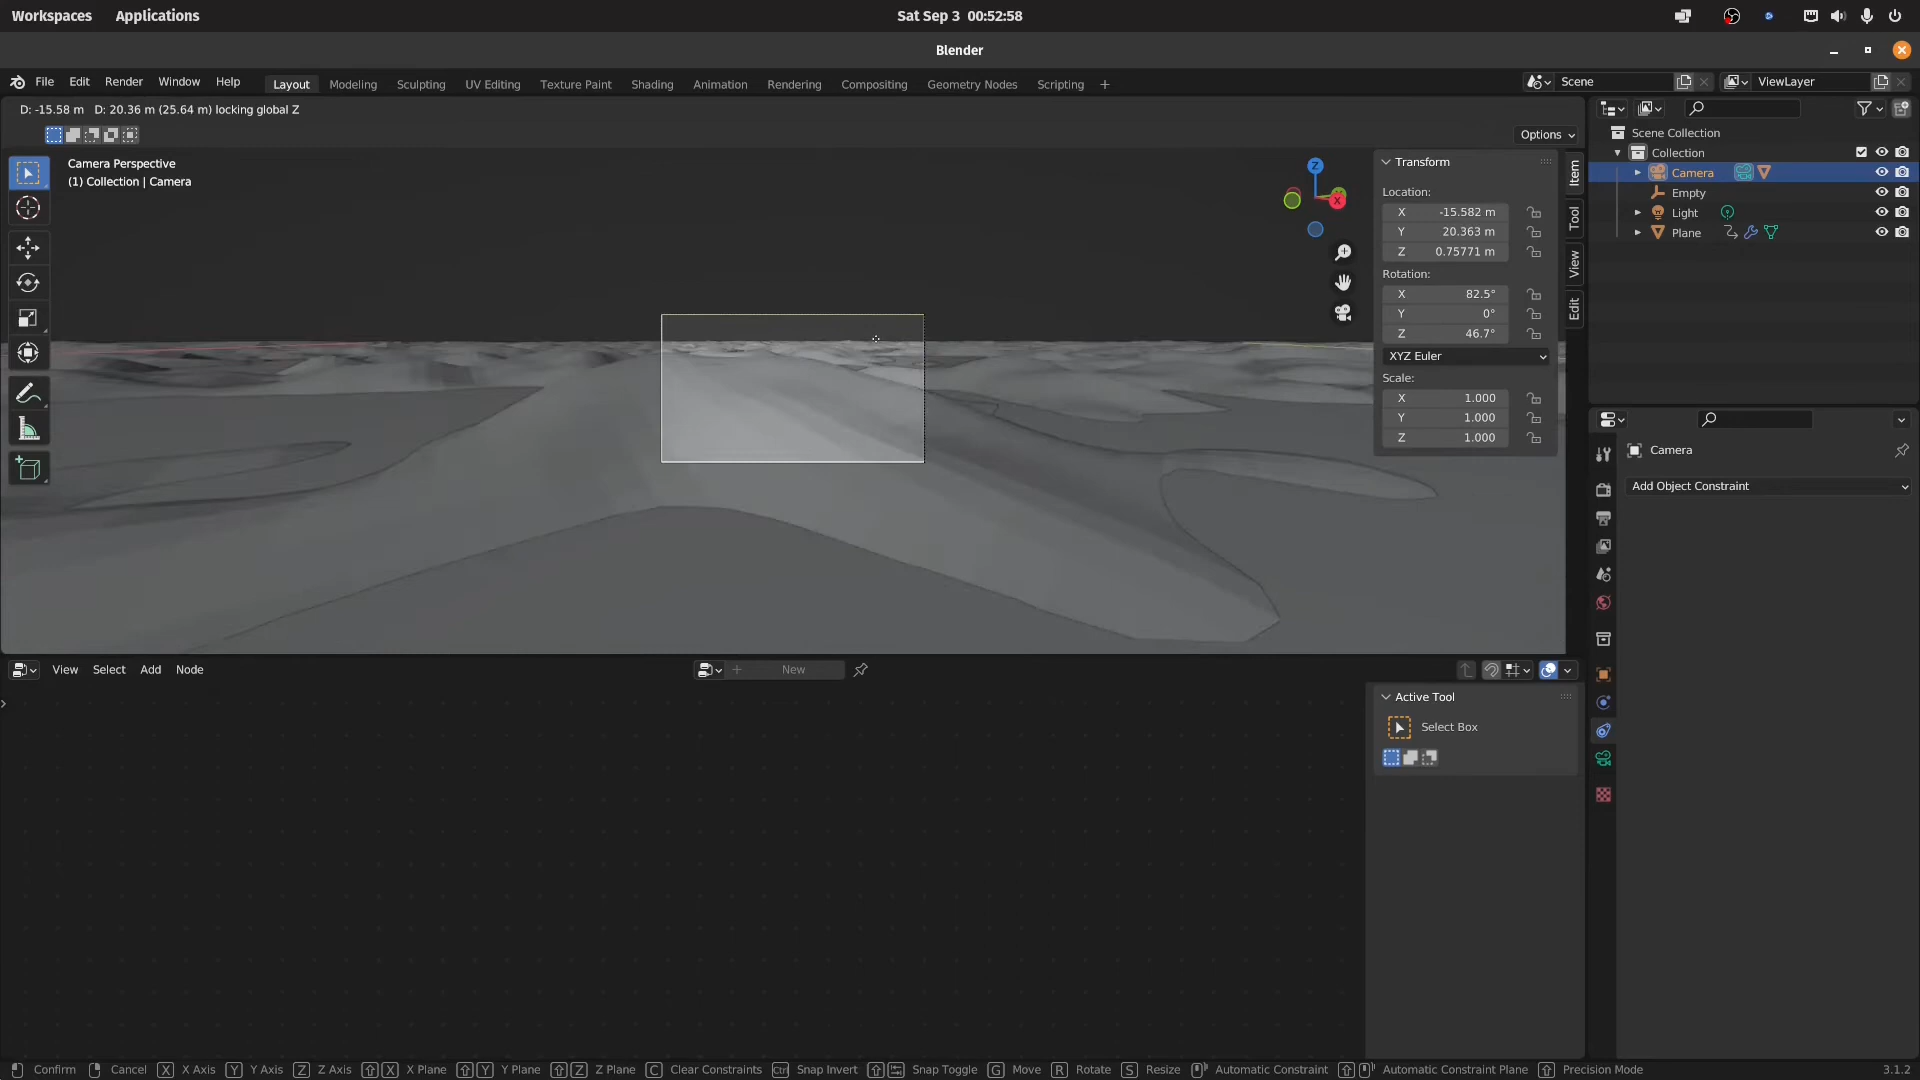 Workspaces Applications Sat Sep 3 00:52:58
Blender
File Edit Render Window Help Layout Modeling Sculpting UV Editing Texture Paint Shading Animation Rendering Compositing Geometry Nodes Scripting + Scene ViewLayer
D: -15.58 m D: 20.36 m (25.64 m) locking global Z
Options
Camera Perspective
(1) Collection | Camera
Z
X
Transform
Location:
X -15.582 m
Y 20.363 m
Z 0.75771 m
Rotation:
X 82.5°
Y 0°
Z 46.7°
XYZ Euler
Scale:
X 1.000
Y 1.000
Z 1.000
Item
Tool
View
Edit
Scene Collection
Collection
Camera
Empty
Light
Plane
Camera
Add Object Constraint
View Select Add Node + New
Active Tool
Select Box
Confirm Cancel X X Axis Y Y Axis Z Z Axis X X Plane Y Y Plane Z Z Plane C Clear Constraints Ctrl Snap Invert Snap Toggle G Move R Rotate S Resize Automatic Constraint Automatic Constraint Plane Precision Mode 3.1.2